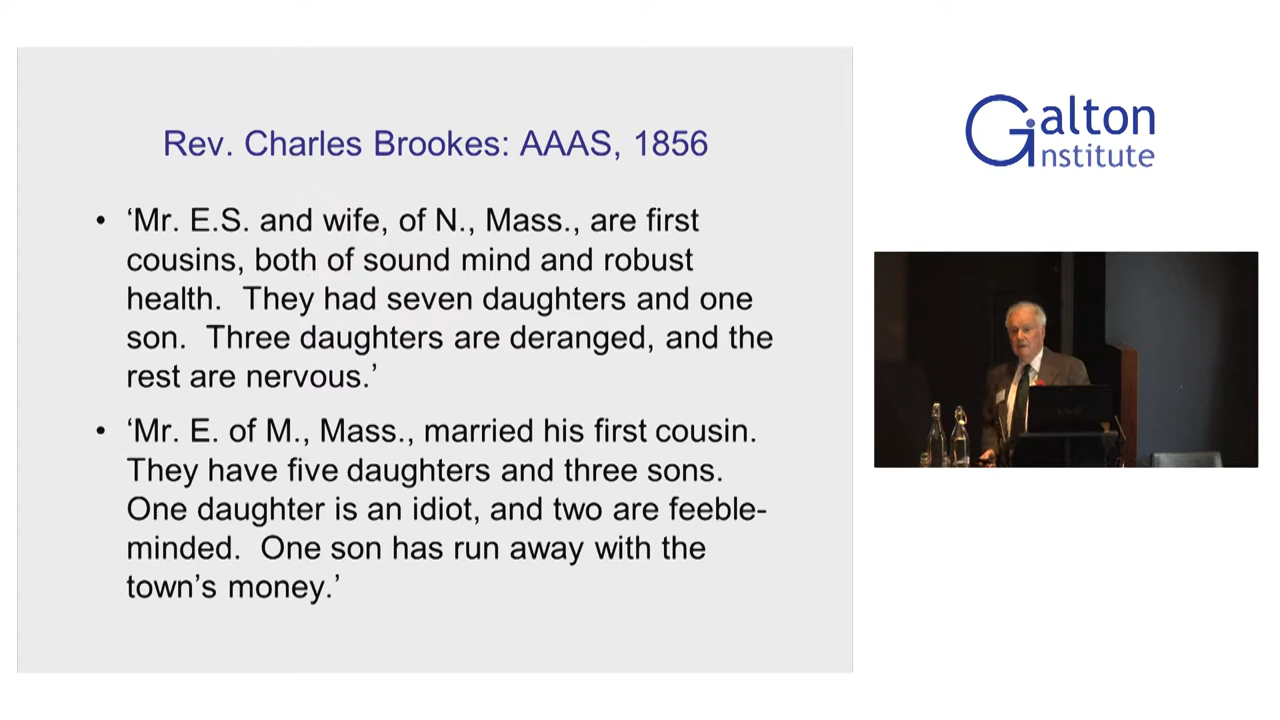 Rev. Charles Brookes: AAAS, 1856
• ‘Mr. E.S. and wife, of N., Mass., are first
cousins, both of sound mind and robust
health.  They had seven daughters and one
son.  Three daughters are deranged, and the
rest are nervous.’
• ‘Mr. E. of M., Mass., married his first cousin.
They have five daughters and three sons.
One daughter is an idiot, and two are feeble-
minded.  One son has run away with the
town’s money.’
Galton
Institute